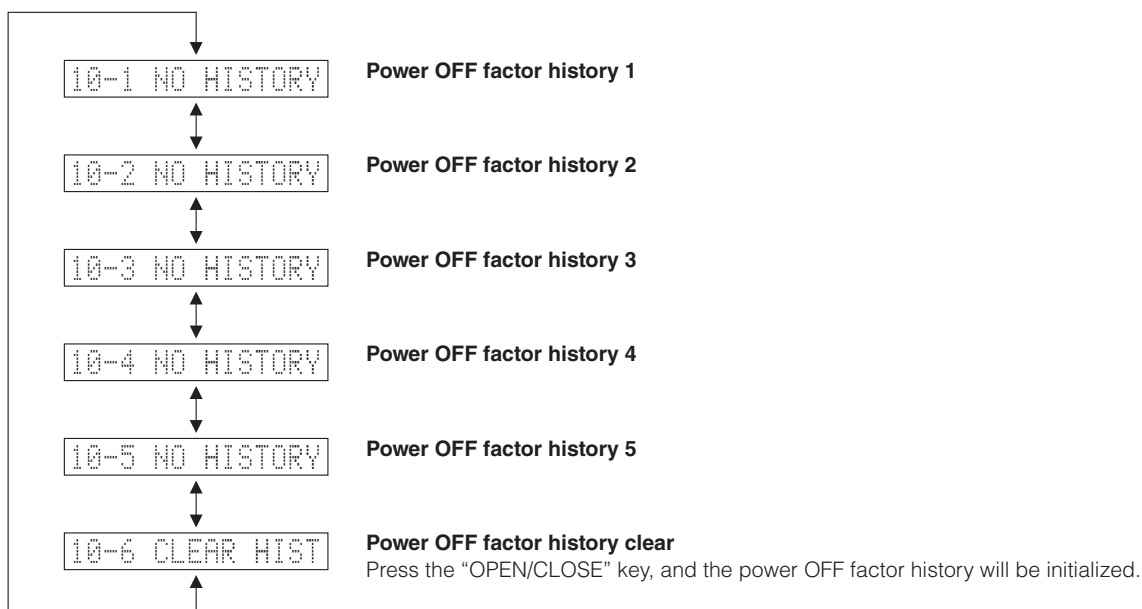 10-1 NO HISTORY Power OFF factor history 1
10-2 NO HISTORY Power OFF factor history 2
10-3 NO HISTORY Power OFF factor history 3
10-4 NO HISTORY Power OFF factor history 4
10-5 NO HISTORY Power OFF factor history 5
10-6 CLEAR HIST Power OFF factor history clear
Press the “OPEN/CLOSE” key, and the power OFF factor history will be initialized.